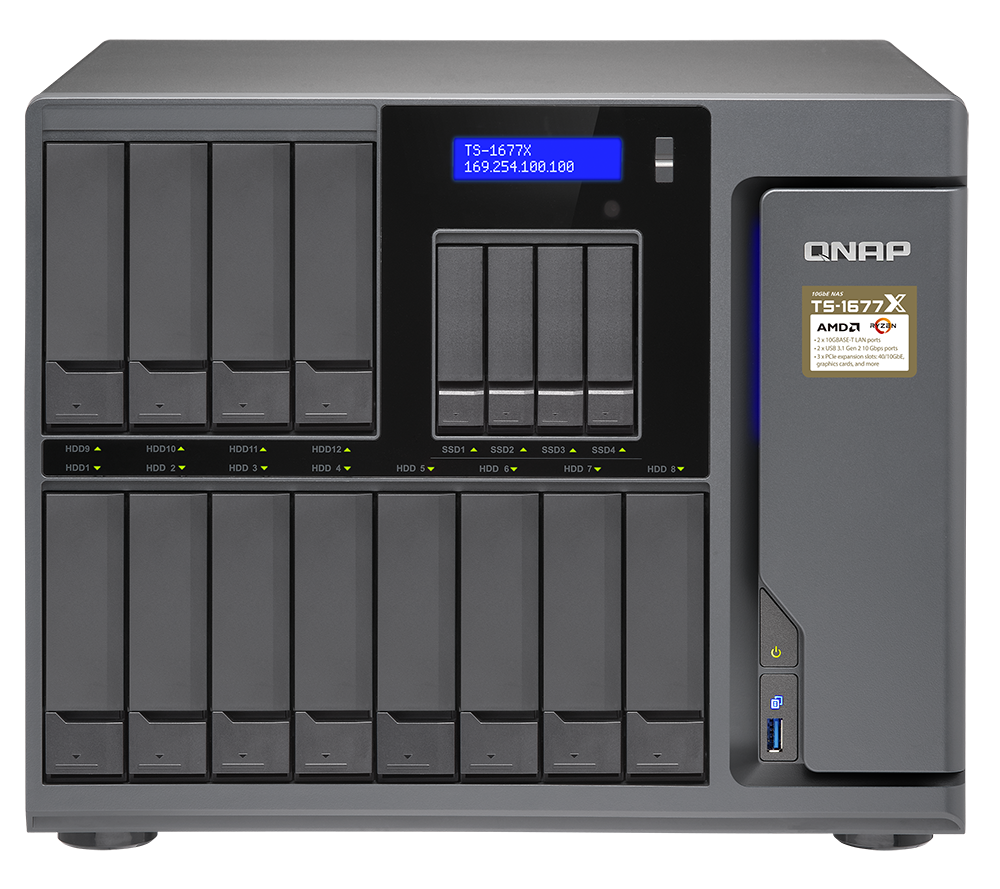 TS-1677X
169.254.100.100
QNAP
10GbE NAS
TS-1677X
AMD RYZEN
• 2 x 10GBASE-T LAN ports
• 2 x USB 3.1 Gen 2 10 Gbps ports
• 3 x PCIe expansion slots: 40/10GbE,
graphics cards, and more
HDD9 HDD10 HDD11 HDD12 SSD1 SSD2 SSD3 SSD4
HDD1 HDD 2 HDD 3 HDD 4 HDD 5 HDD 6 HDD 7 HDD 8